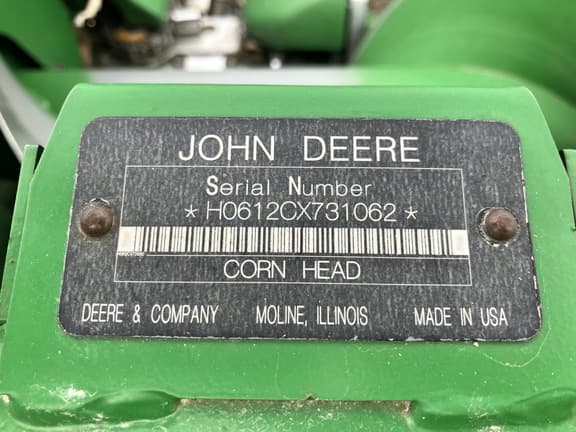 JOHN DEERE
Serial Number
*H0612CX731062*
CORN HEAD
DEERE & COMPANY MOLINE, ILLINOIS MADE IN USA